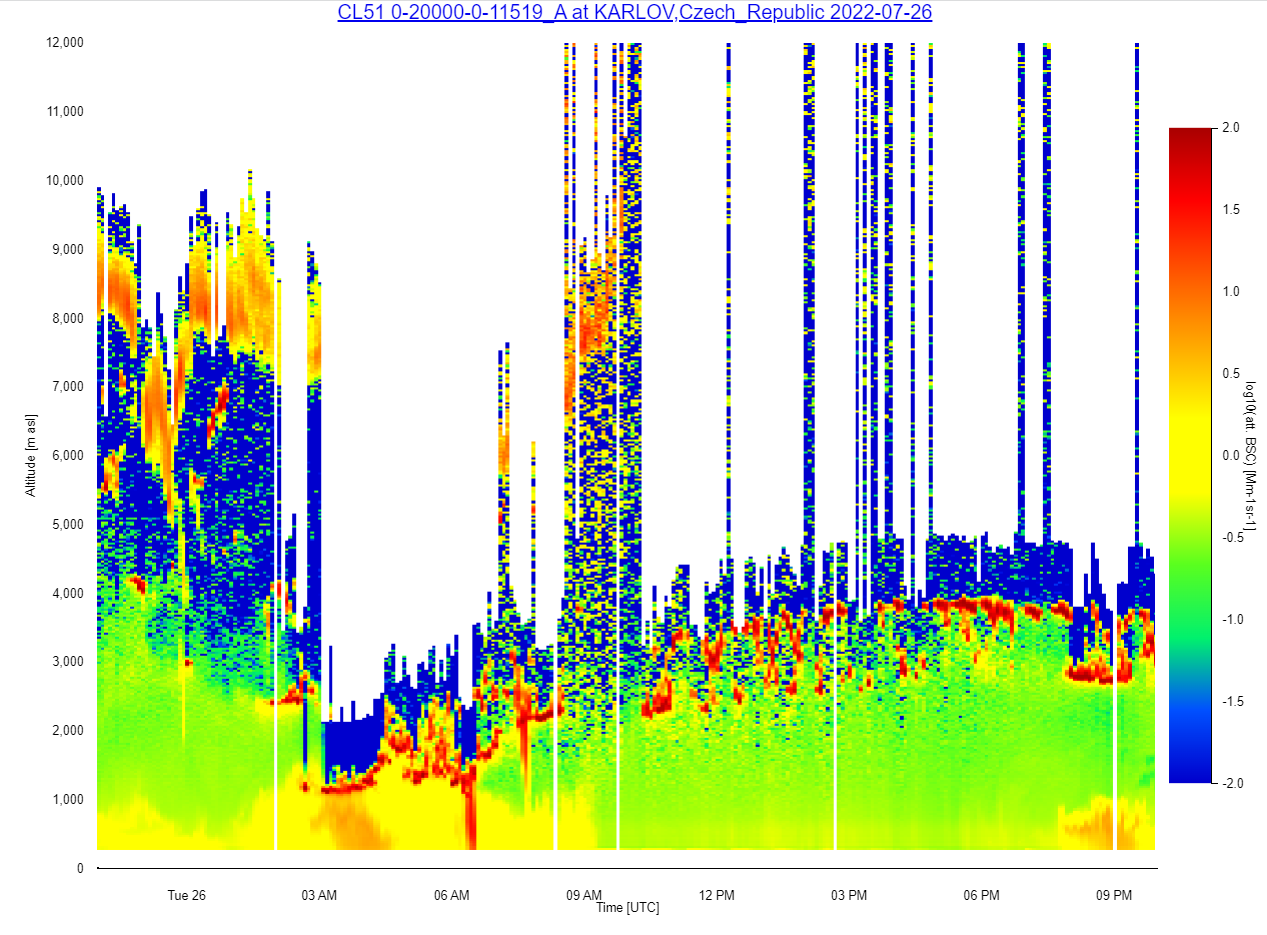 CL51 0-20000-0-11519_A at KARLOV,Czech_Republic 2022-07-26
12,000
11,000
10,000
9,000
8,000
7,000
6,000
5,000
4,000
3,000
2,000
1,000
0
Altitude [m asl]
Tue 26
03 AM
06 AM
09 AM
12 PM
03 PM
06 PM
09 PM
Time [UTC]
2.0
1.5
1.0
0.5
0.0
-0.5
-1.0
-1.5
-2.0
log10(att. BSC) [Mm-1sr-1]